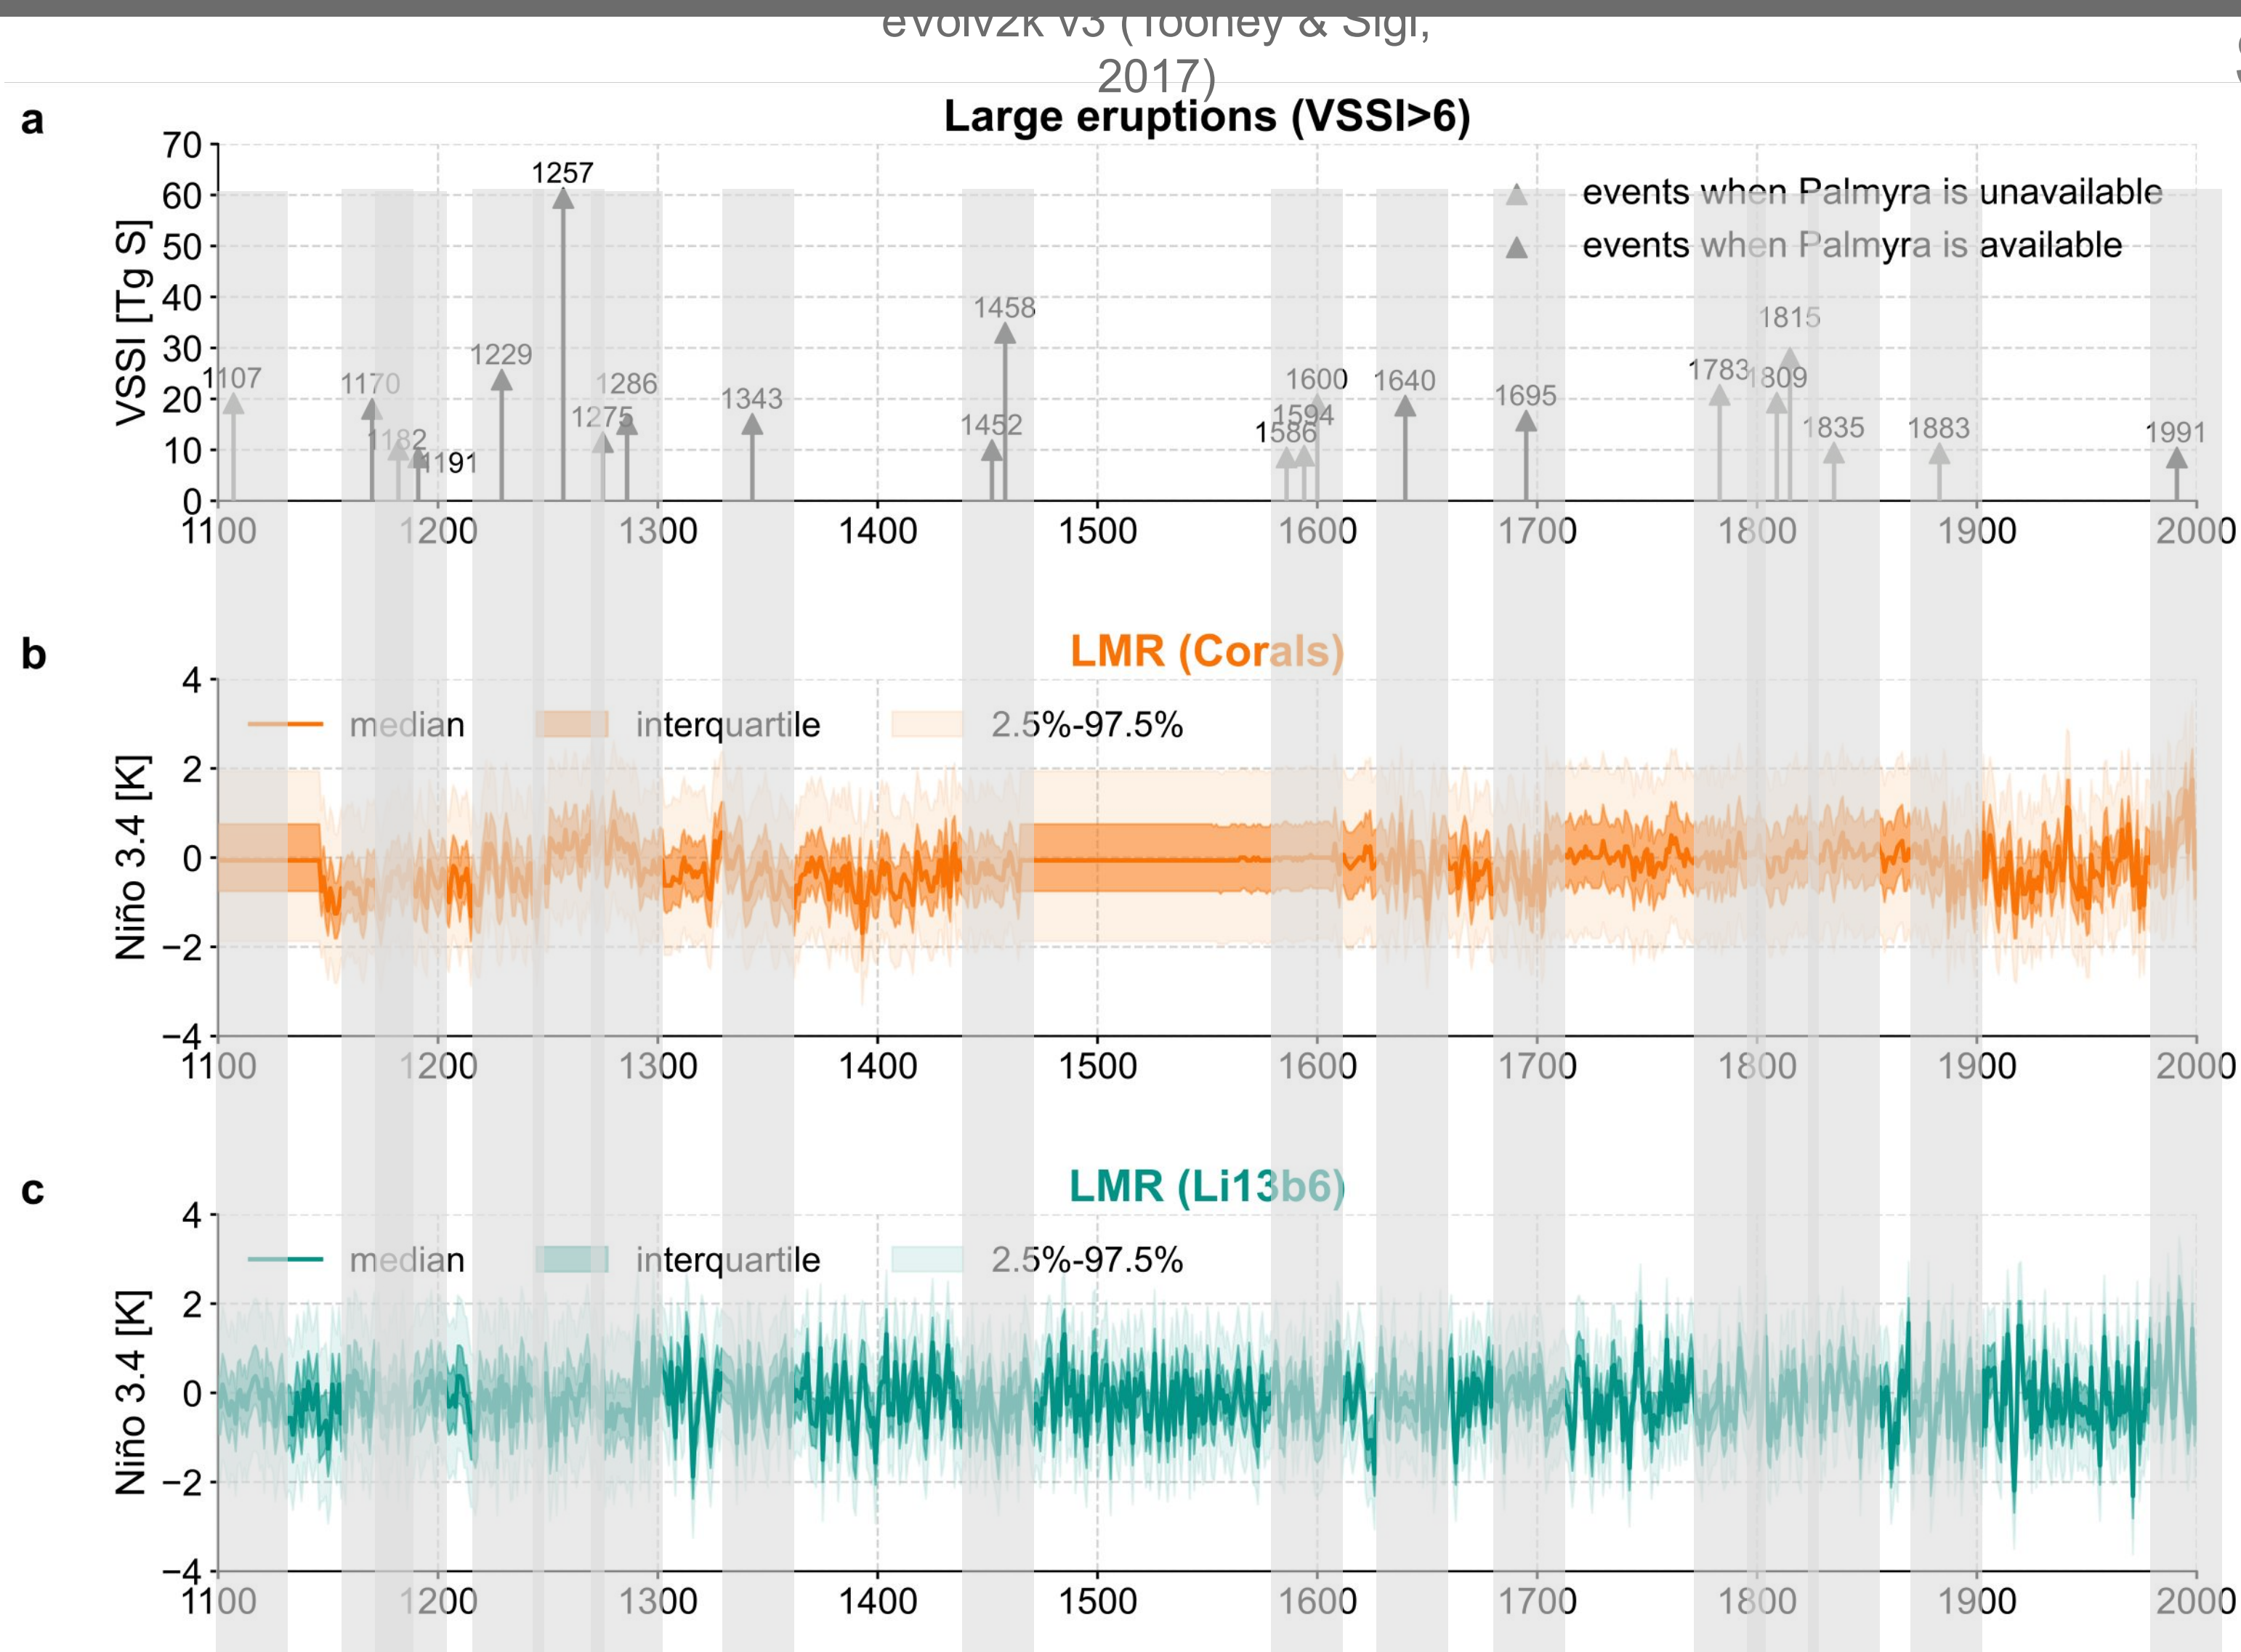 evolv2k v3 (Toohey & Sigl,
2017)
a
Large eruptions (VSSI>6)
VSSI [Tg S]
70
60
50
40
30
20
10
0
events when Palmyra is unavailable
events when Palmyra is available
1107
1170
1182
1191
1229
1257
1275
1286
1343
1452
1458
1586
1594
1600
1640
1695
1783
1809
1815
1835
1883
1991
1100 1200 1300 1400 1500 1600 1700 1800 1900 2000
b
LMR (Corals)
Niño 3.4 [K]
4
2
0
−2
−4
median interquartile 2.5%-97.5%
1100 1200 1300 1400 1500 1600 1700 1800 1900 2000
c
LMR (Li13b6)
Niño 3.4 [K]
4
2
0
−2
−4
median interquartile 2.5%-97.5%
1100 1200 1300 1400 1500 1600 1700 1800 1900 2000